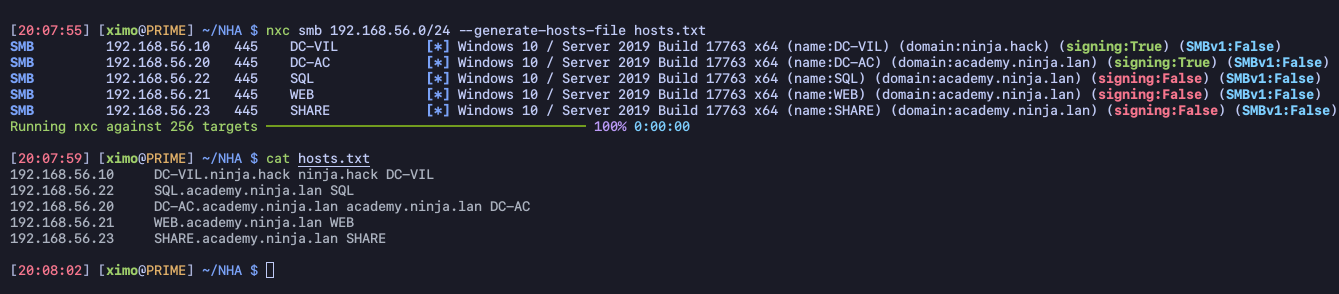 [20:07:55] [ximo@PRIME] ~/NHA $ nxc smb 192.168.56.0/24 --generate-hosts-file hosts.txt
SMB 192.168.56.10 445 DC-VIL [*] Windows 10 / Server 2019 Build 17763 x64 (name:DC-VIL) (domain:ninja.hack) (signing:True) (SMBv1:False)
SMB 192.168.56.20 445 DC-AC [*] Windows 10 / Server 2019 Build 17763 x64 (name:DC-AC) (domain:academy.ninja.lan) (signing:True) (SMBv1:False)
SMB 192.168.56.22 445 SQL [*] Windows 10 / Server 2019 Build 17763 x64 (name:SQL) (domain:academy.ninja.lan) (signing:False) (SMBv1:False)
SMB 192.168.56.21 445 WEB [*] Windows 10 / Server 2019 Build 17763 x64 (name:WEB) (domain:academy.ninja.lan) (signing:False) (SMBv1:False)
SMB 192.168.56.23 445 SHARE [*] Windows 10 / Server 2019 Build 17763 x64 (name:SHARE) (domain:academy.ninja.lan) (signing:False) (SMBv1:False)
Running nxc against 256 targets 100% 0:00:00
[20:07:59] [ximo@PRIME] ~/NHA $ cat hosts.txt
192.168.56.10 DC-VIL.ninja.hack ninja.hack DC-VIL
192.168.56.22 SQL.academy.ninja.lan SQL
192.168.56.20 DC-AC.academy.ninja.lan academy.ninja.lan DC-AC
192.168.56.21 WEB.academy.ninja.lan WEB
192.168.56.23 SHARE.academy.ninja.lan SHARE
[20:08:02] [ximo@PRIME] ~/NHA $